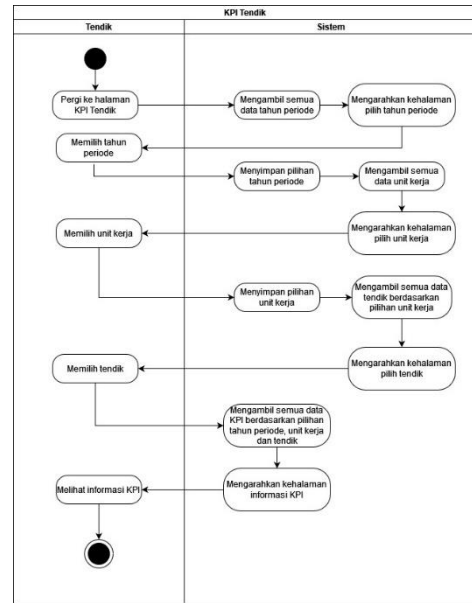 KPI Tendik
Tendik
Sistem
Pergi ke halaman
KPI Tendik
Mengambil semua
data tahun periode
Mengarahkan kehalaman
pilih tahun periode
Memilih tahun
periode
Menyimpan pilihan
tahun periode
Mengambil semua
data unit kerja
Memilih unit kerja
Mengarahkan kehalaman
pilih unit kerja
Menyimpan pilihan
unit kerja
Mengambil semua data
tendik berdasarkan
pilihan unit kerja
Memilih tendik
Mengarahkan kehalaman
pilih tendik
Mengambil semua data
KPI berdasarkan pilihan
tahun periode, unit kerja
dan tendik
Melihat informasi KPI
Mengarahkan kehalaman
informasi KPI